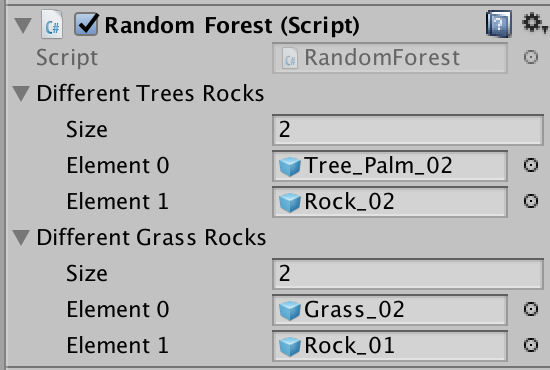 Random Forest (Script)
Script RandomForest
Different Trees Rocks
Size 2
Element 0 Tree_Palm_02
Element 1 Rock_02
Different Grass Rocks
Size 2
Element 0 Grass_02
Element 1 Rock_01